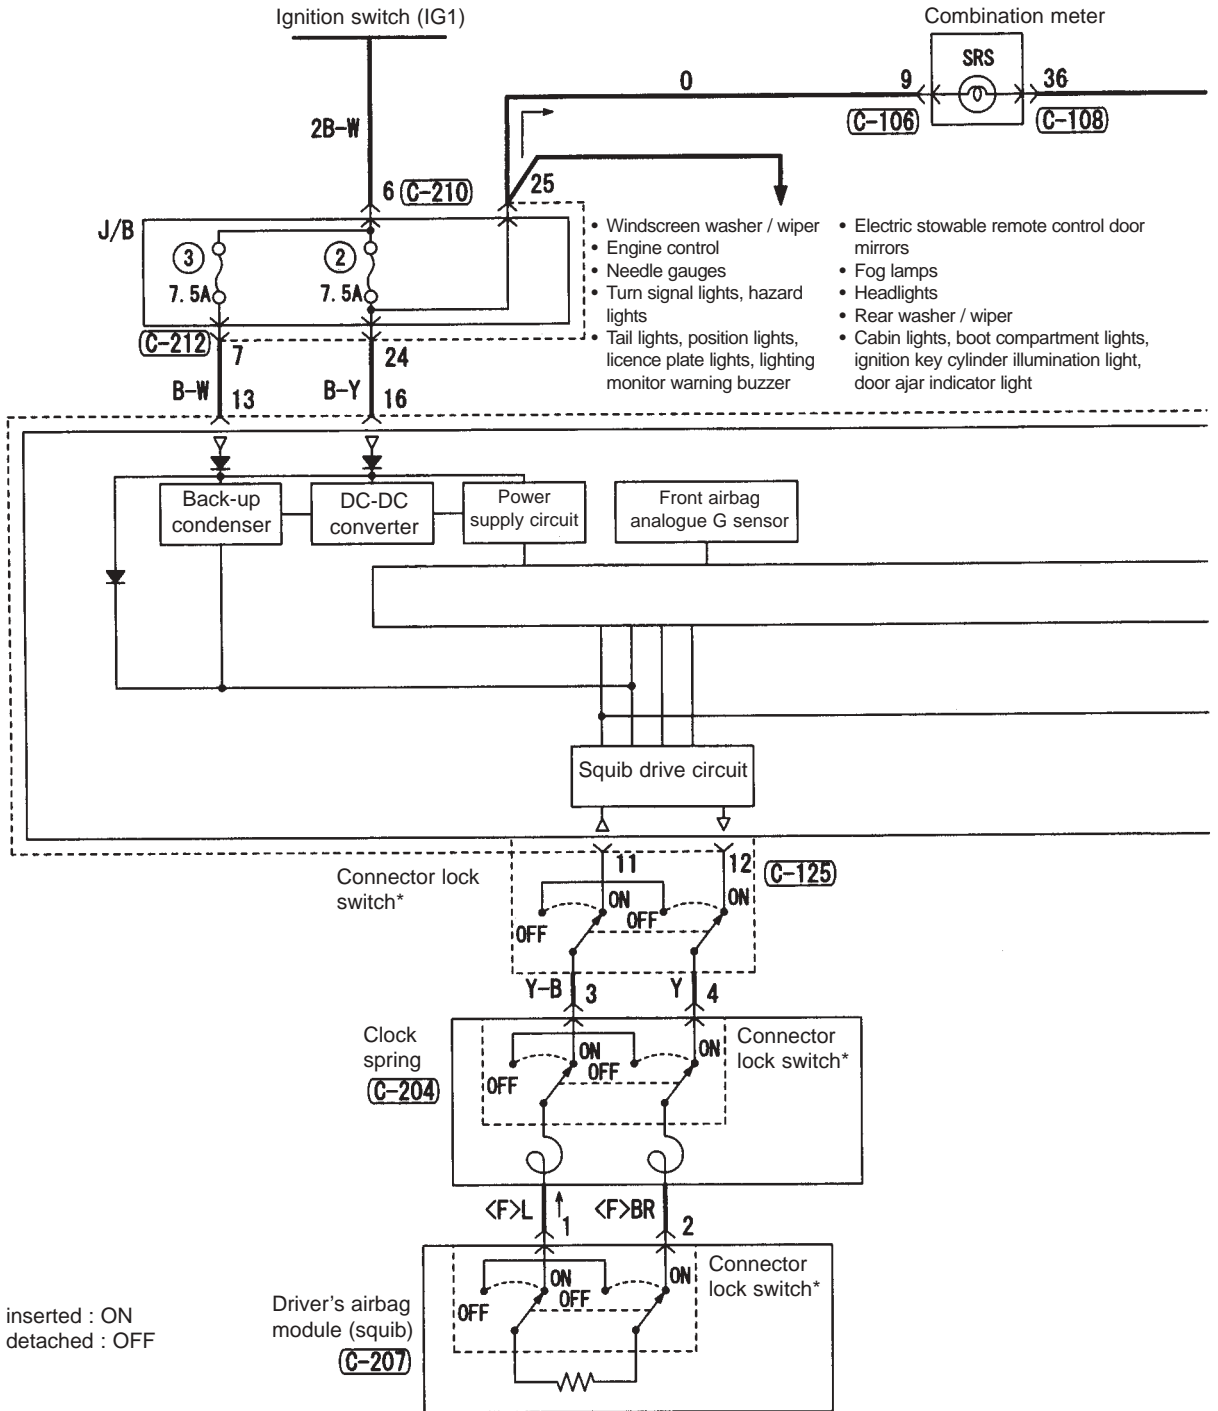 Ignition switch (IG1)
Combination meter
SRS
O
9
36
C-106
C-108
2B-W
6 C-210
25
J/B
3
7.5A
2
7.5A
• Windscreen washer / wiper
• Engine control
• Needle gauges
• Turn signal lights, hazard
lights
• Tail lights, position lights,
licence plate lights, lighting
monitor warning buzzer
• Electric stowable remote control door
mirrors
• Fog lamps
• Headlights
• Rear washer / wiper
• Cabin lights, boot compartment lights,
ignition key cylinder illumination light,
door ajar indicator light
C-212
7
24
B-W
13
B-Y
16
Back-up
condenser
DC-DC
converter
Power
supply circuit
Front airbag
analogue G sensor
Squib drive circuit
11
12
C-125
Connector lock
switch*
ON
OFF
ON
OFF
Y-B
3
Y
4
Clock
spring
C-204
Connector
lock switch*
ON
OFF
ON
OFF
<F>L
1
<F>BR
2
Driver's airbag
module (squib)
C-207
Connector
lock switch*
ON
OFF
ON
OFF
inserted : ON
detached : OFF